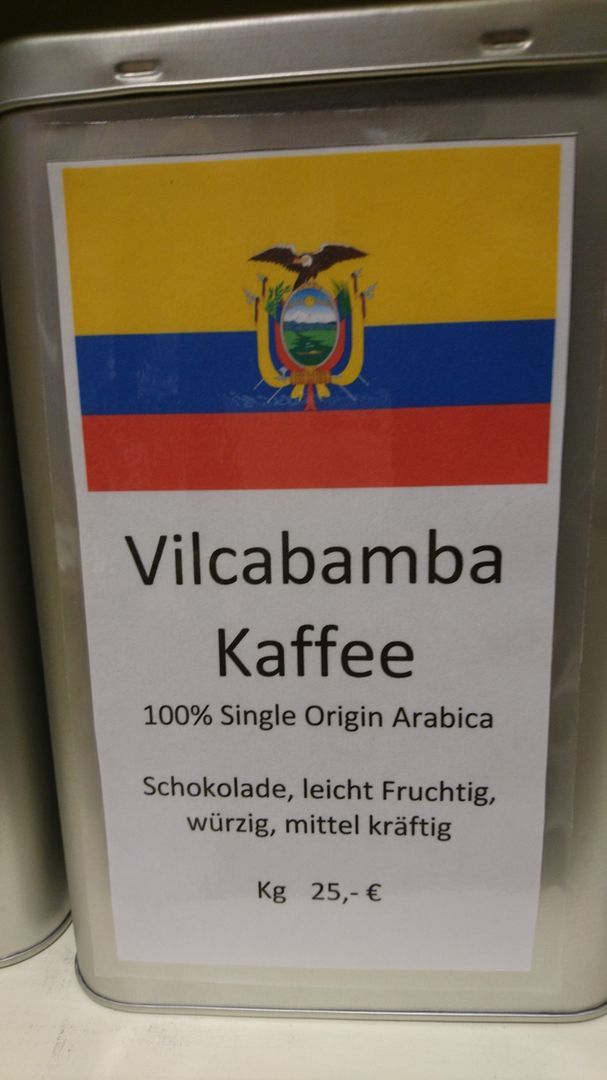 Vilcabamba
Kaffee
100% Single Origin Arabica
Schokolade, leicht Fruchtig,
würzig, mittel kräftig
Kg 25,- €